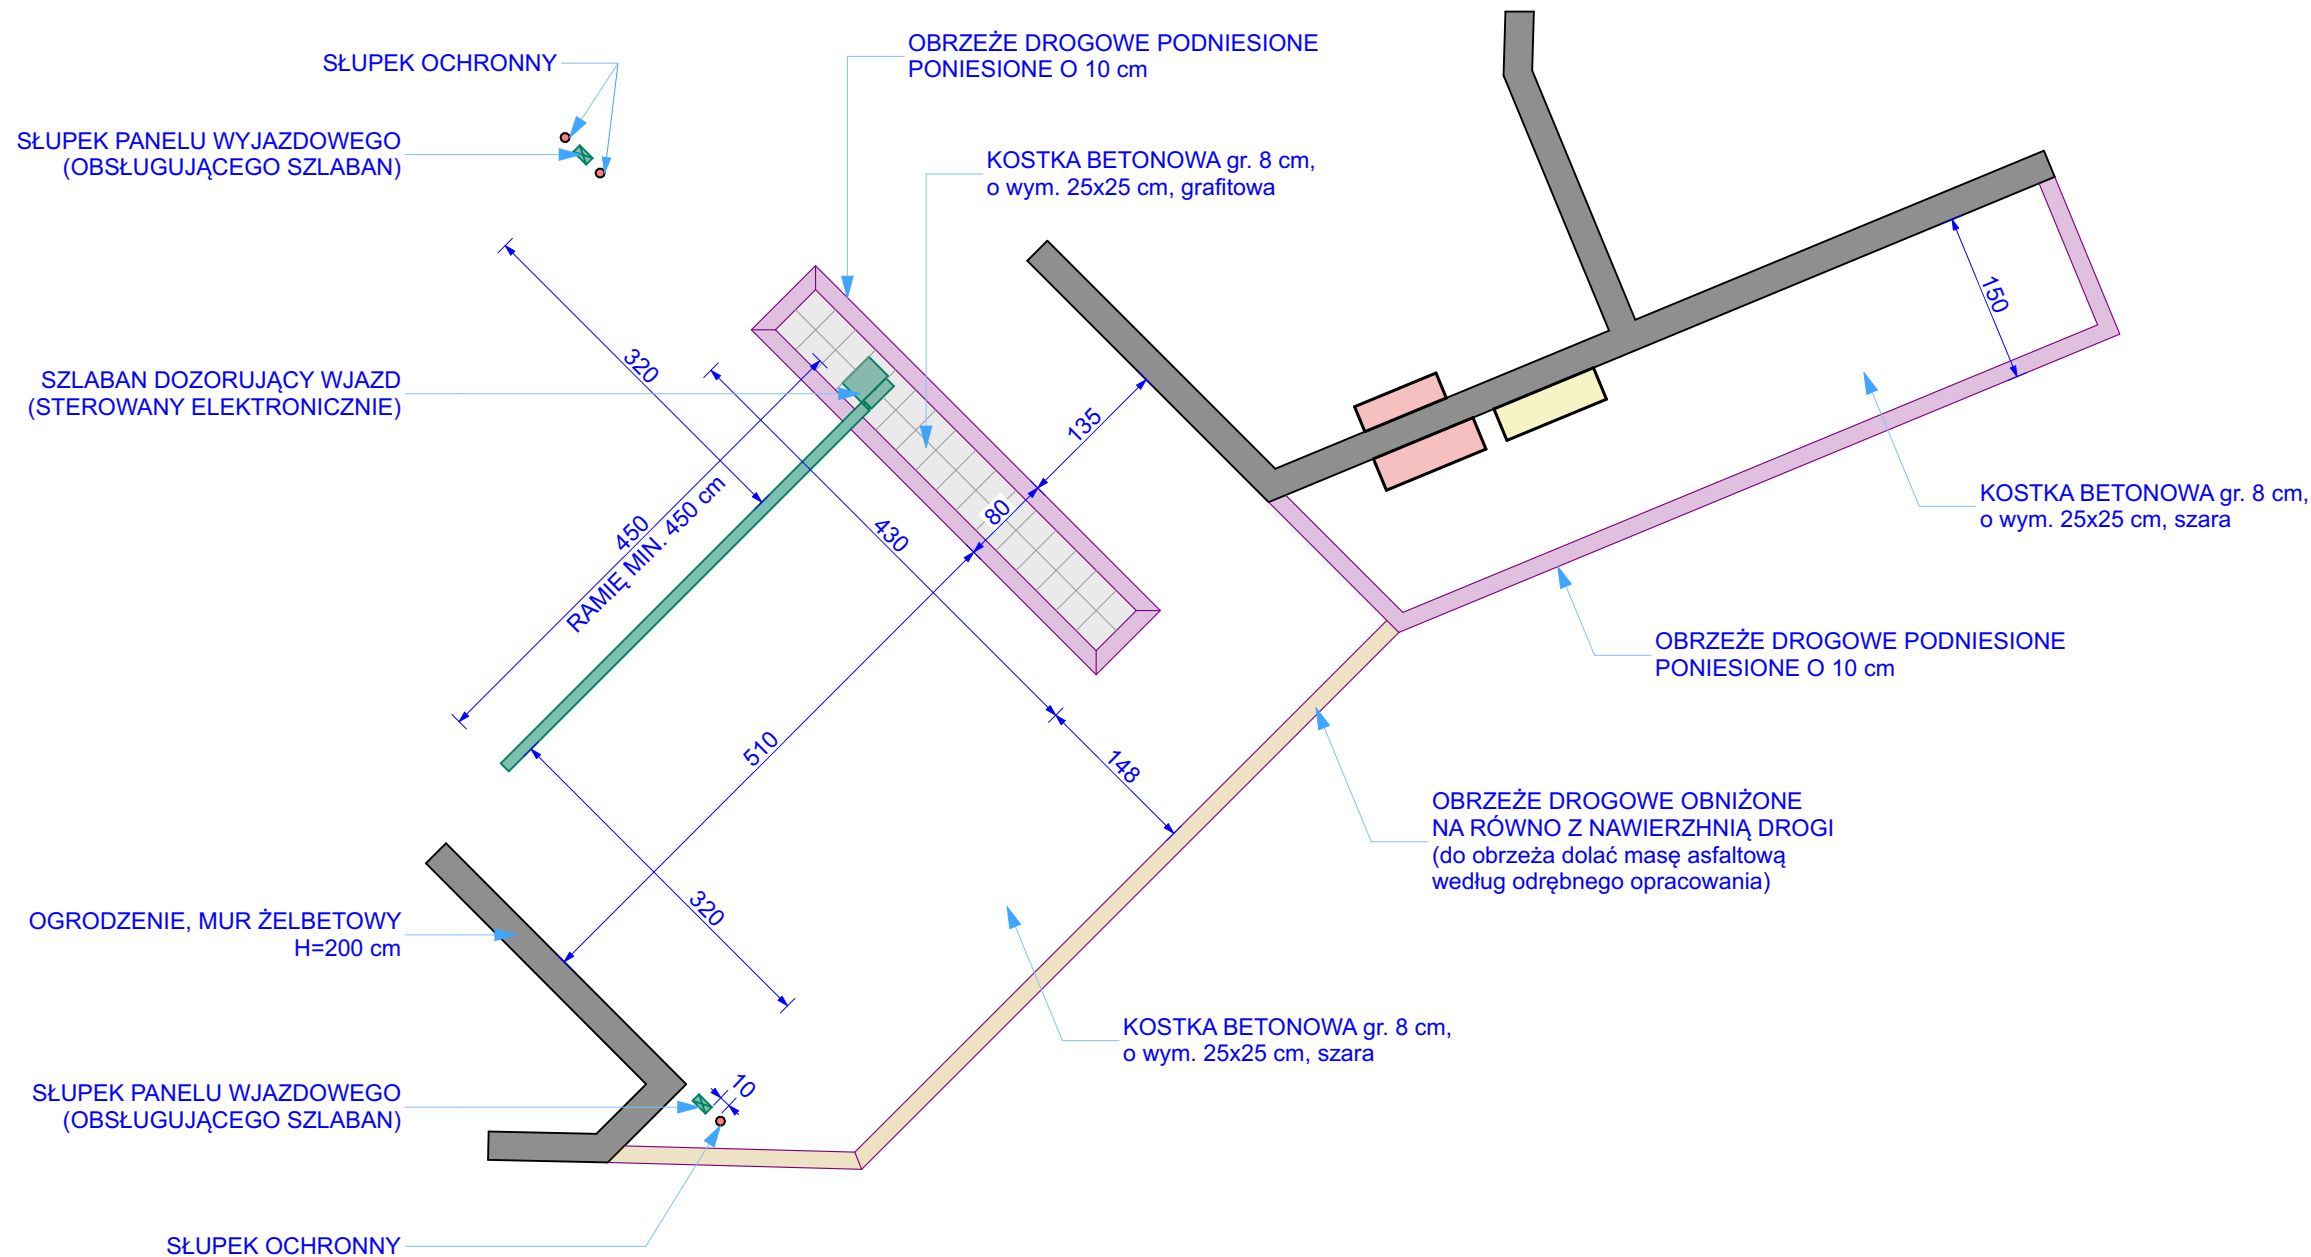 OBRZEŻE DROGOWE PODNIESIONE
PONIESIONE O 10 cm
SŁUPEK OCHRONNY
SŁUPEK PANELU WYJAZDOWEGO
(OBSŁUGUJĄCEGO SZLABAN)
KOSTKA BETONOWA gr. 8 cm,
o wym. 25x25 cm, grafitowa
150
320
SZLABAN DOZORUJĄCY WJAZD
(STEROWANY ELEKTRONICZNIE)
135
KOSTKA BETONOWA gr. 8 cm,
o wym. 25x25 cm, szara
80
430
450
RAMIĘ MIN. 450 cm
OBRZEŻE DROGOWE PODNIESIONE
PONIESIONE O 10 cm
510
148
OBRZEŻE DROGOWE OBNIŻONE
NA RÓWNO Z NAWIERZHNIĄ DROGI
(do obrzeża dolać masę asfaltową
według odrębnego opracowania)
320
OGRODZENIE, MUR ŻELBETOWY
H=200 cm
KOSTKA BETONOWA gr. 8 cm,
o wym. 25x25 cm, szara
10
SŁUPEK PANELU WJAZDOWEGO
(OBSŁUGUJĄCEGO SZLABAN)
SŁUPEK OCHRONNY